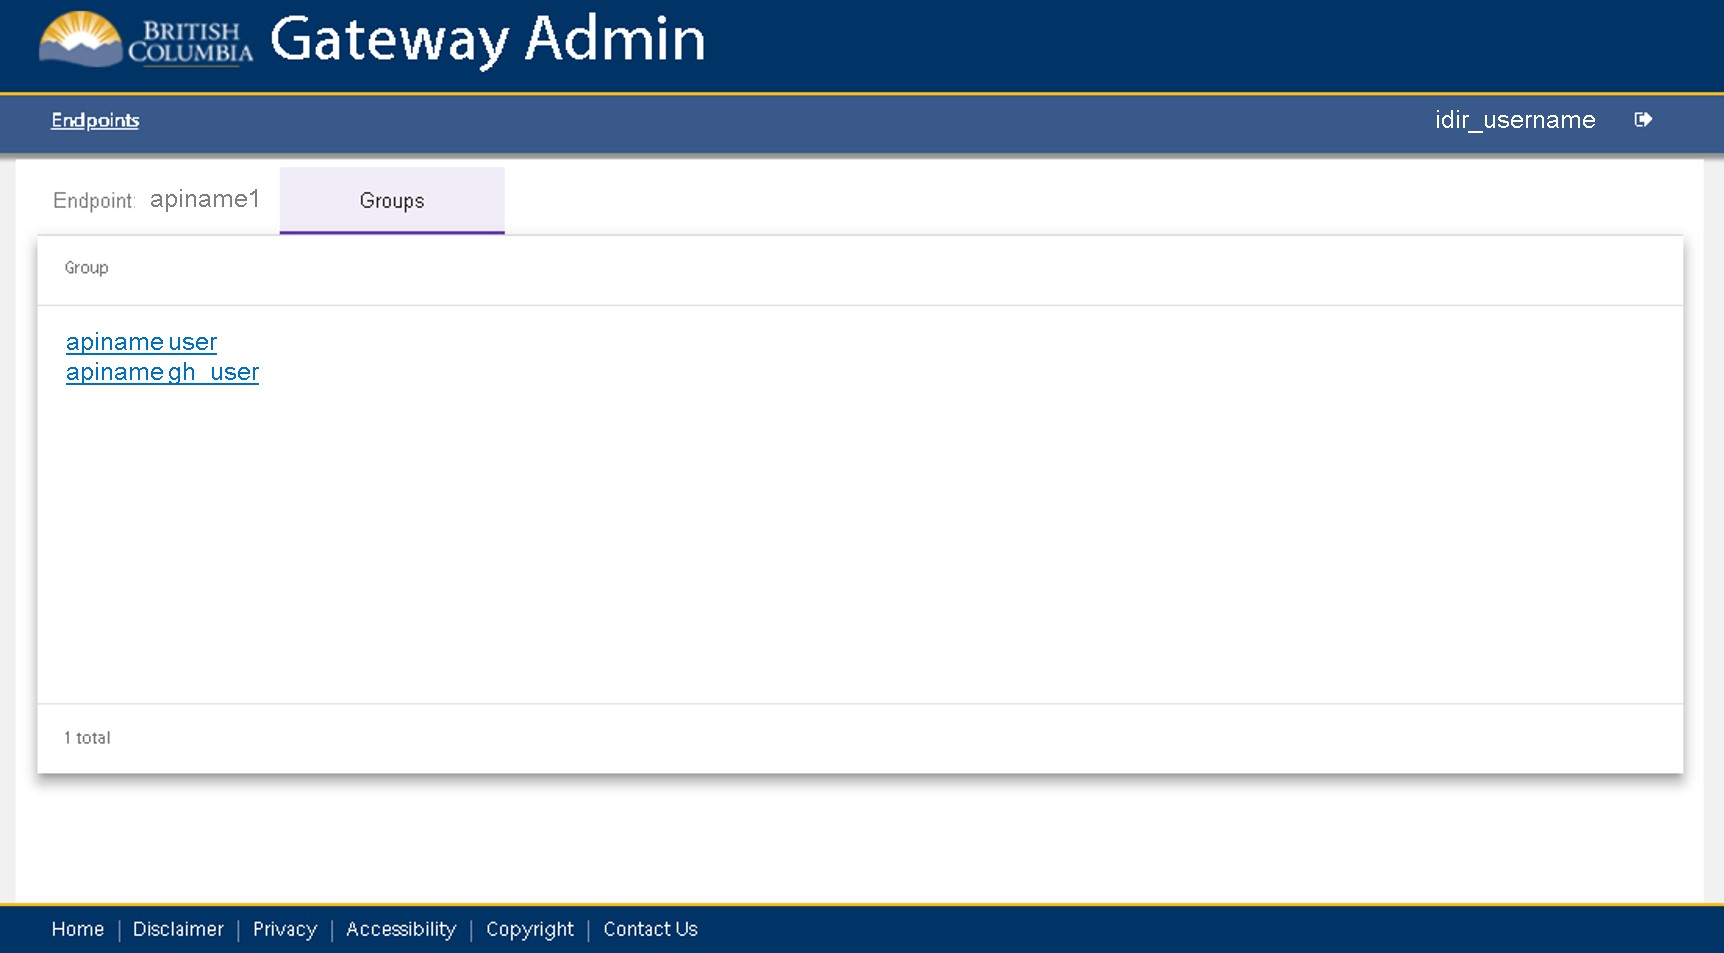 BRITISH
COLUMBIA
Gateway Admin
Endpoints
idir_username
Endpoint: apiname1
Groups
Group
apiname user
apiname gh_user
1 total
Home | Disclaimer | Privacy | Accessibility | Copyright | Contact Us